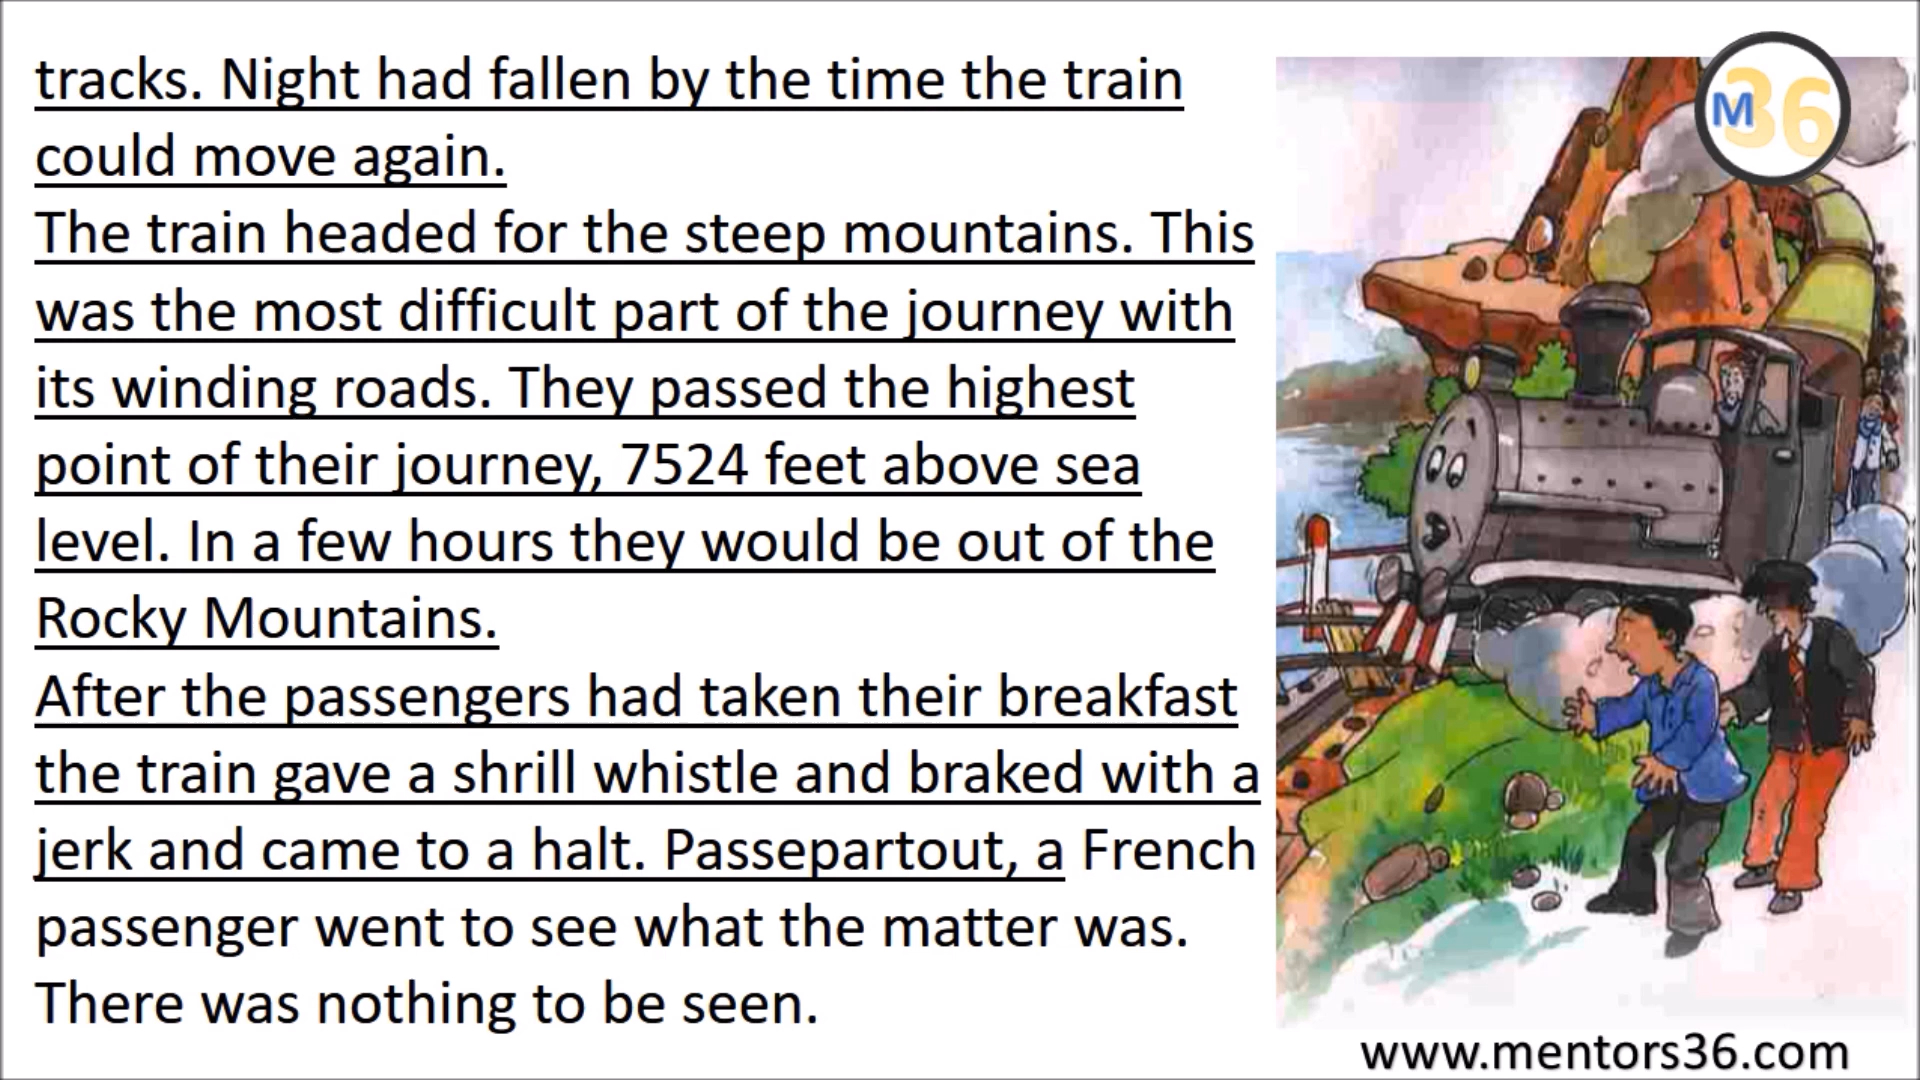 tracks. Night had fallen by the time the train
could move again.
The train headed for the steep mountains. This
was the most difficult part of the journey with
its winding roads. They passed the highest
point of their journey, 7524 feet above sea
level. In a few hours they would be out of the
Rocky Mountains.
After the passengers had taken their breakfast
the train gave a shrill whistle and braked with a
jerk and came to a halt. Passepartout, a French
passenger went to see what the matter was.
There was nothing to be seen.
M36
www.mentors36.com